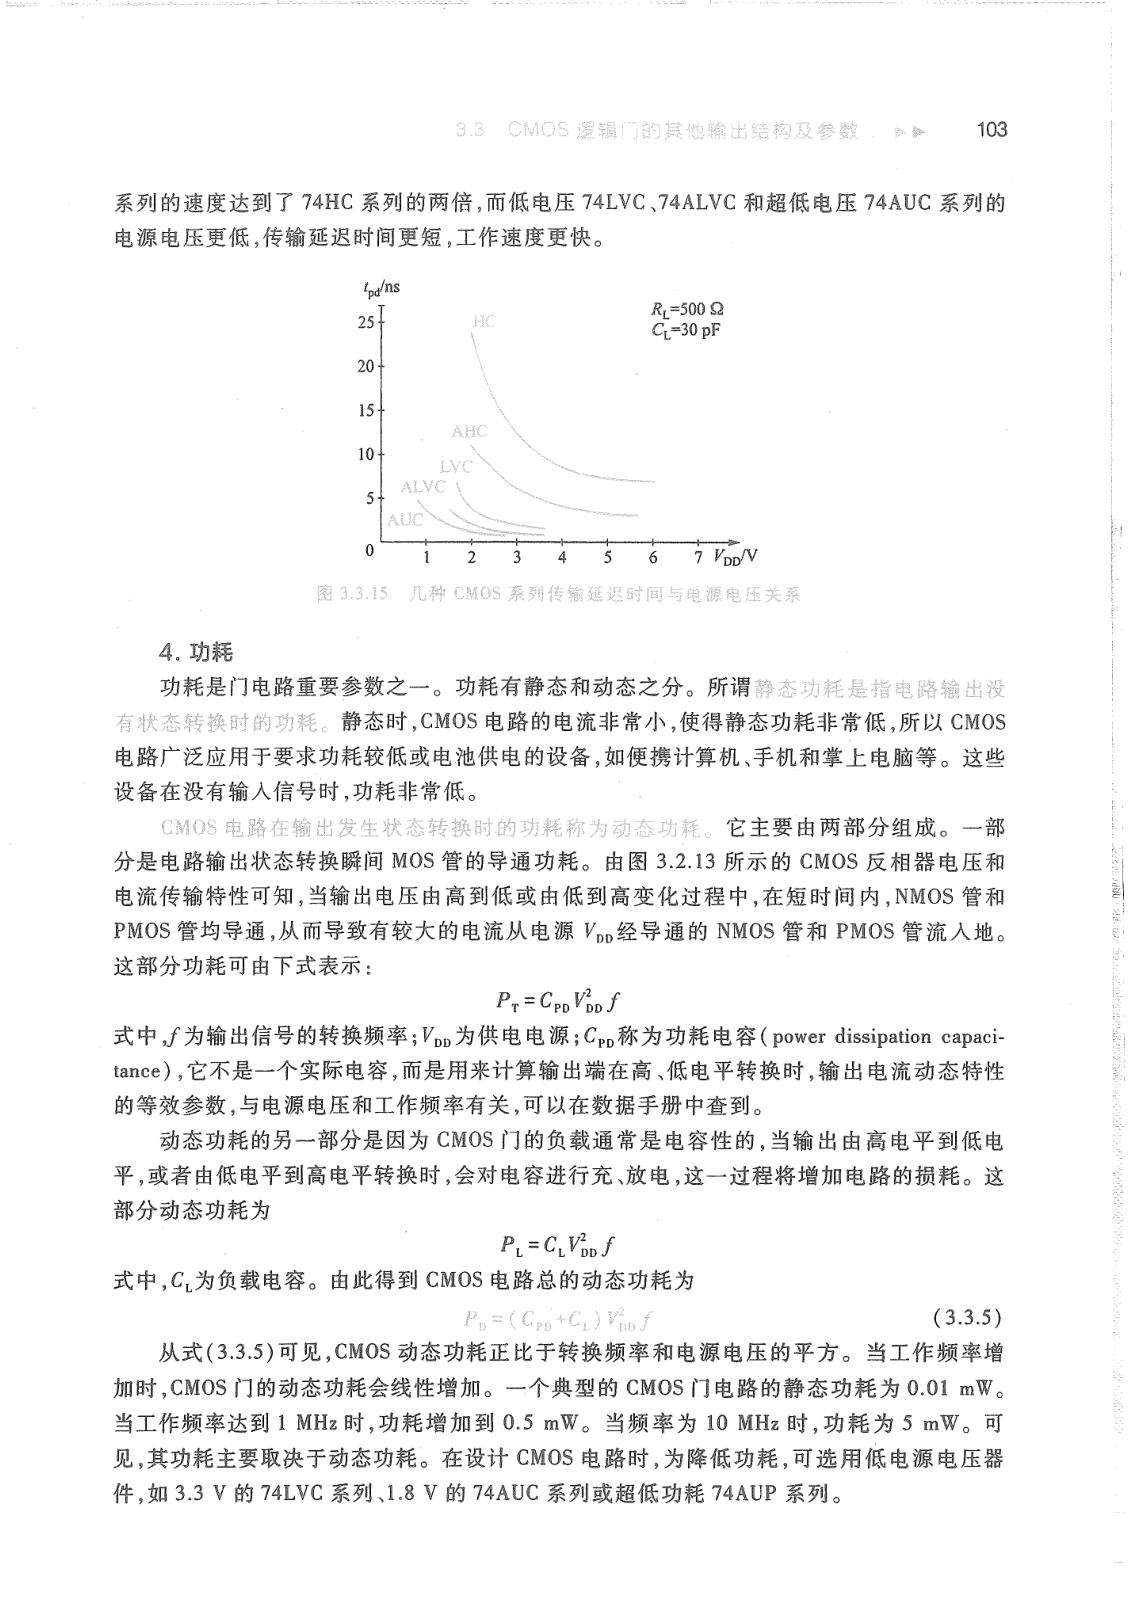 3.3 CMOS 逻辑门的其他输出结构及参数 103
系列的速度达到了 74HC 系列的两倍,而低电压 74LVC、74ALVC 和超低电压 74AUC 系列的
电源电压更低,传输延迟时间更短,工作速度更快。
tpd/ns
RL=500 Ω
CL=30 pF
25
20
15
10
5
0
HC
AHC
LVC
ALVC
AUC
1 2 3 4 5 6 7 VDD/V
图 3.3.15 几种 CMOS 系列传输延迟时间与电源电压关系
4. 功耗
功耗是门电路重要参数之一。功耗有静态和动态之分。所谓静态功耗是指电路输出没
有状态转换时的功耗。静态时,CMOS 电路的电流非常小,使得静态功耗非常低,所以 CMOS
电路广泛应用于要求功耗较低或电池供电的设备,如便携计算机、手机和掌上电脑等。这些
设备在没有输入信号时,功耗非常低。
CMOS 电路在输出发生状态转换时的功耗称为动态功耗。它主要由两部分组成。一部
分是电路输出状态转换瞬间 MOS 管的导通功耗。由图 3.2.13 所示的 CMOS 反相器电压和
电流传输特性可知,当输出电压由高到低或由低到高变化过程中,在短时间内,NMOS 管和
PMOS 管均导通,从而导致有较大的电流从电源 VDD经导通的 NMOS 管和 PMOS 管流入地。
这部分功耗可由下式表示:
P_T = C_PD V²_DD f
式中,f 为输出信号的转换频率;VDD为供电电源;CPD称为功耗电容(power dissipation capaci-
tance),它不是一个实际电容,而是用来计算输出端在高、低电平转换时,输出电流动态特性
的等效参数,与电源电压和工作频率有关,可以在数据手册中查到。
动态功耗的另一部分是因为 CMOS 门的负载通常是电容性的,当输出由高电平到低电
平,或者由低电平到高电平转换时,会对电容进行充、放电,这一过程将增加电路的损耗。这
部分动态功耗为
P_L = C_L V²_DD f
式中,CL为负载电容。由此得到 CMOS 电路总的动态功耗为
P_D = (C_PD + C_L) V²_DD f (3.3.5)
从式(3.3.5)可见,CMOS 动态功耗正比于转换频率和电源电压的平方。当工作频率增
加时,CMOS 门的动态功耗会线性增加。一个典型的 CMOS 门电路的静态功耗为 0.01 mW。
当工作频率达到 1 MHz 时,功耗增加到 0.5 mW。当频率为 10 MHz 时,功耗为 5 mW。可
见,其功耗主要取决于动态功耗。在设计 CMOS 电路时,为降低功耗,可选用低电源电压器
件,如 3.3 V 的 74LVC 系列、1.8 V 的 74AUC 系列或超低功耗 74AUP 系列。